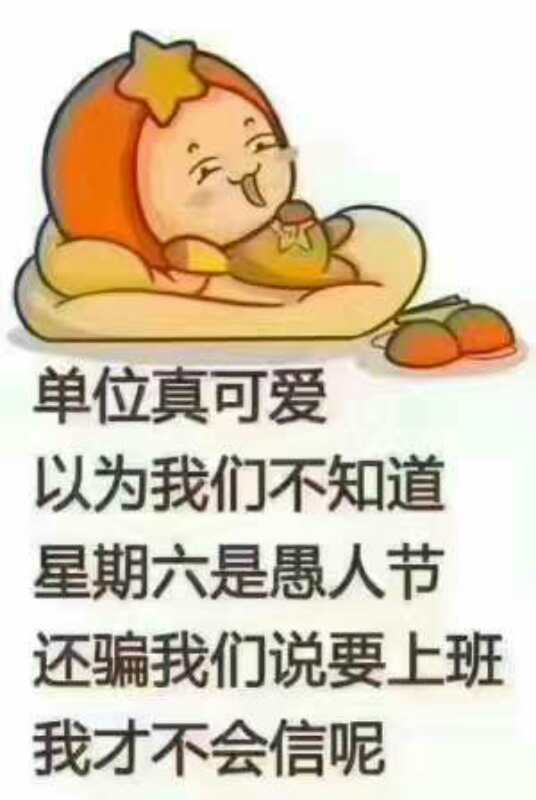 单位真可爱
以为我们不知道
星期六是愚人节
还骗我们说要上班
我才不会信呢